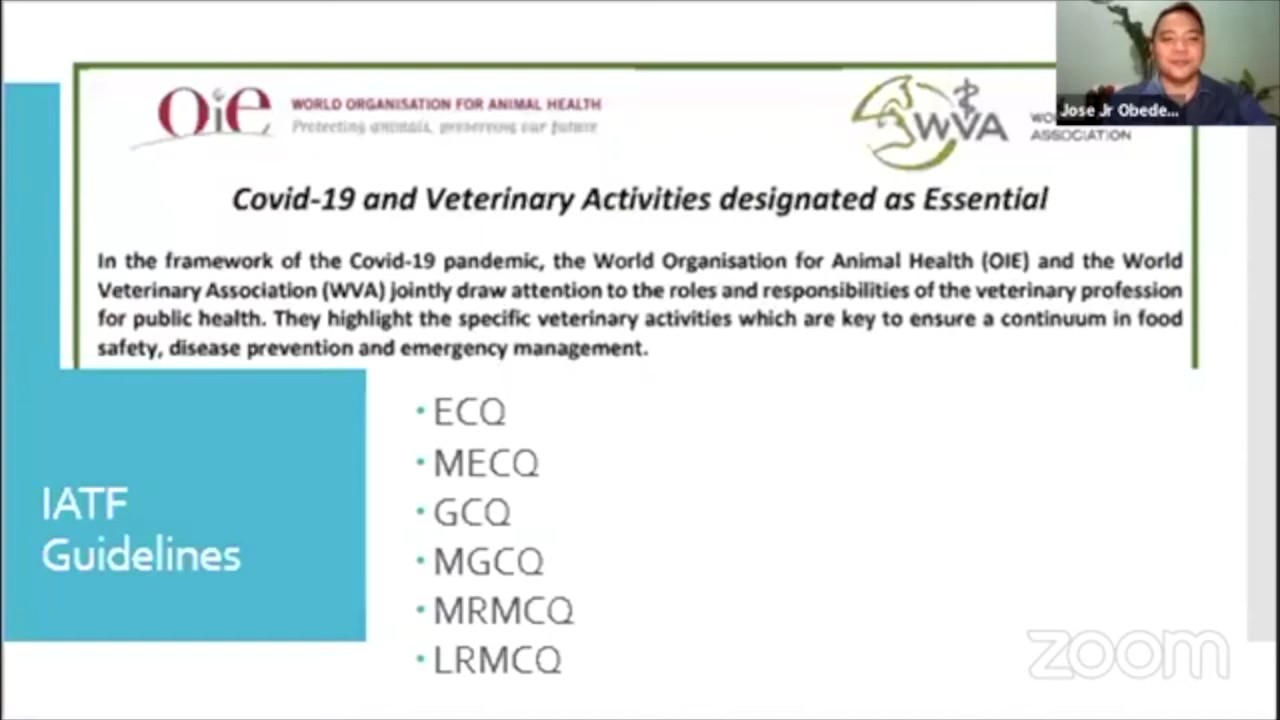 OiE WORLD ORGANISATION FOR ANIMAL HEALTH
Protecting animals, preserving our future
WVA
ASSOCIATION
Jose Jr Obede...
Covid-19 and Veterinary Activities designated as Essential
In the framework of the Covid-19 pandemic, the World Organisation for Animal Health (OIE) and the World
Veterinary Association (WVA) jointly draw attention to the roles and responsibilities of the veterinary profession
for public health. They highlight the specific veterinary activities which are key to ensure a continuum in food
safety, disease prevention and emergency management.
IATF
Guidelines
• ECQ
• MECQ
• GCQ
• MGCQ
• MRMCQ
• LRMCQ
zoom